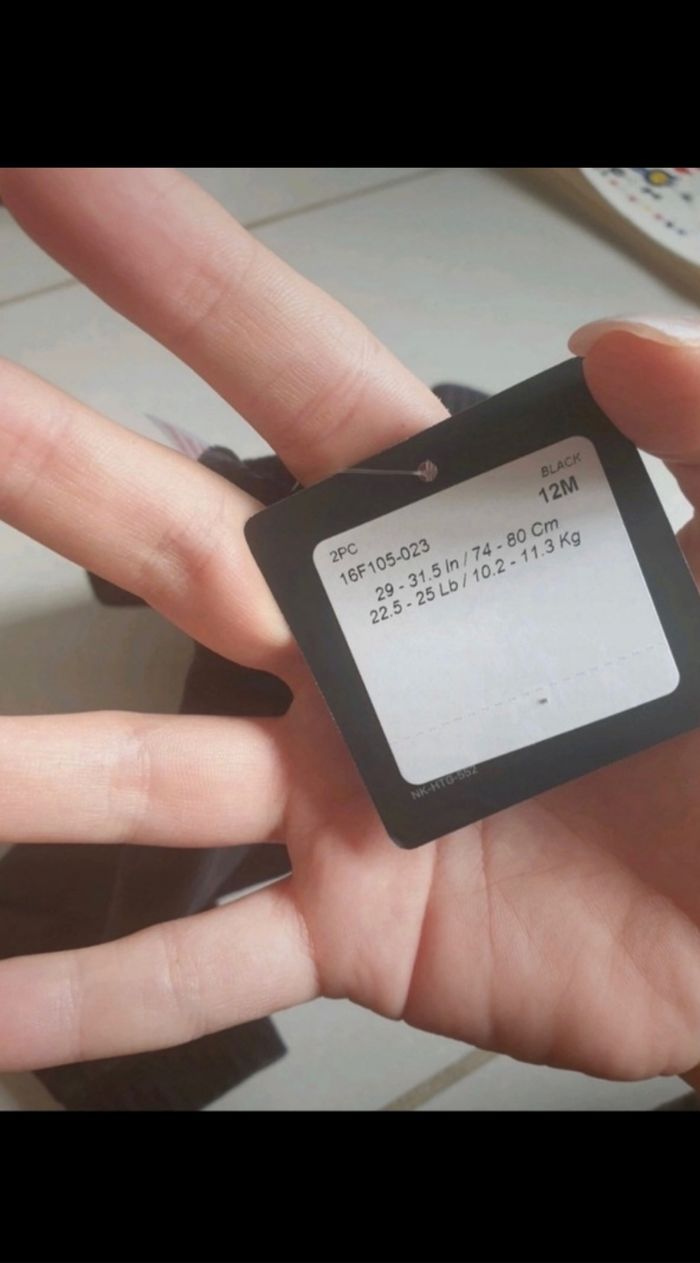 BLACK
12M
2PC
16F105-023
29 - 31.5 In / 74 - 80 Cm
22.5 - 25 Lb / 10.2 - 11.3 Kg
NK-HTG-552